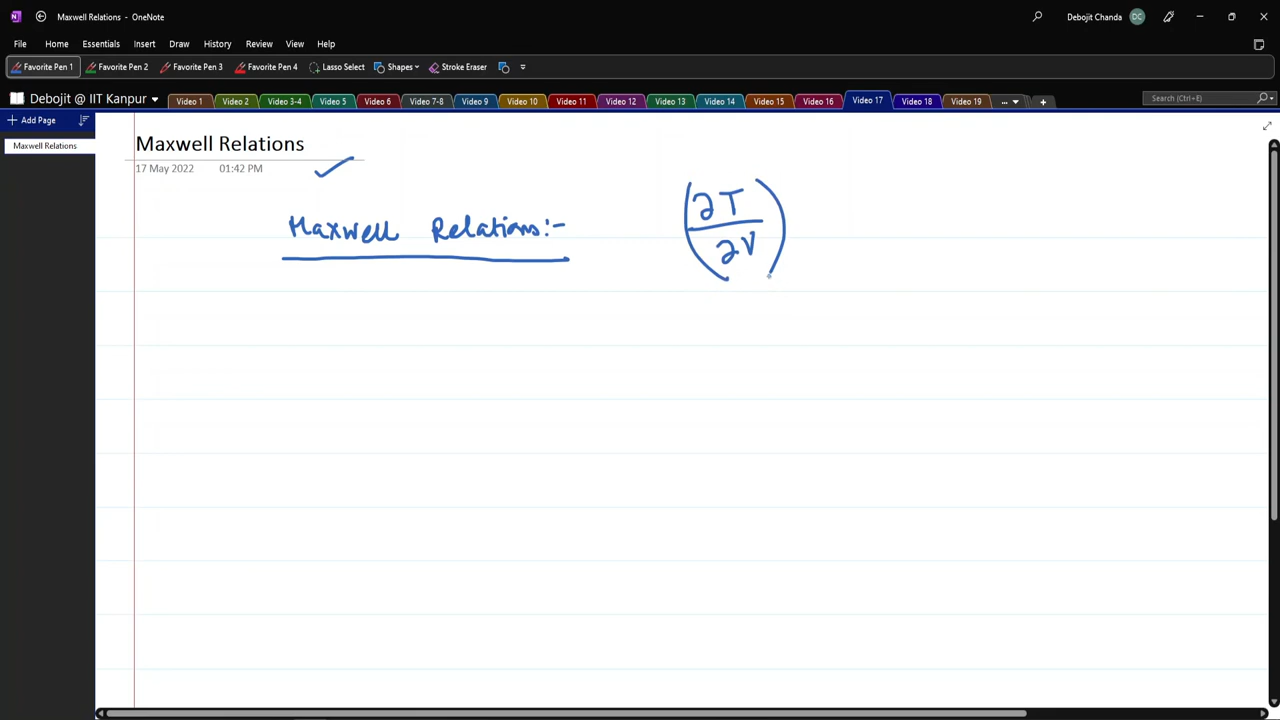 Maxwell Relations - OneNote
Debojit Chanda DC
File Home Essentials Insert Draw History Review View Help
Favorite Pen 1 Favorite Pen 2 Favorite Pen 3 Favorite Pen 4 Lasso Select Shapes Stroke Eraser
Debojit @ IIT Kanpur Video 1 Video 2 Video 3-4 Video 5 Video 6 Video 7-8 Video 9 Video 10 Video 11 Video 12 Video 13 Video 14 Video 15 Video 16 Video 17 Video 18 Video 19 ... Search (Ctrl+E)
Add Page
Maxwell Relations
Maxwell Relations
17 May 2022 01:42 PM
Maxwell Relations:-
(∂T/∂V)